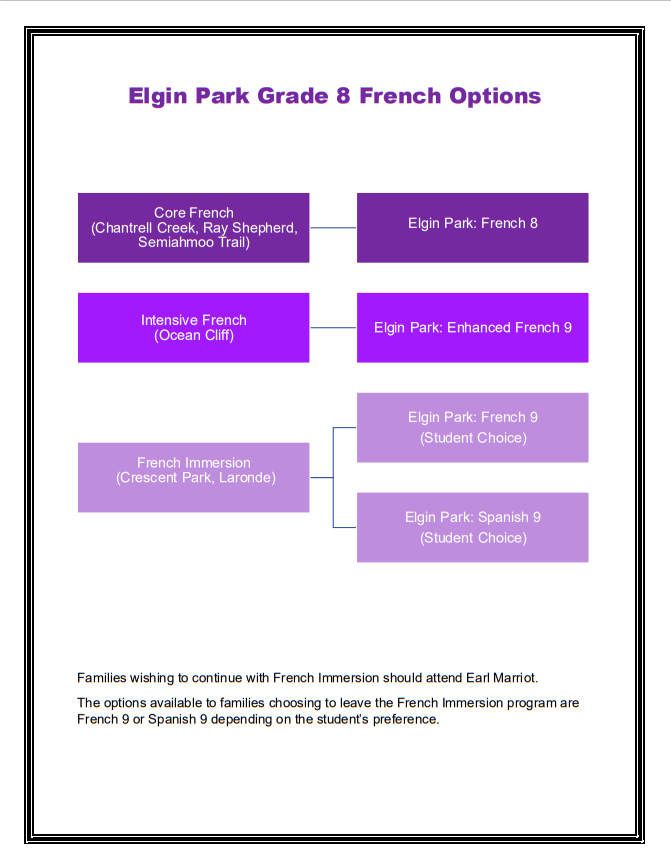 Elgin Park Grade 8 French Options
Core French
(Chantrell Creek, Ray Shepherd,
Semiahmoo Trail)
Elgin Park: French 8
Intensive French
(Ocean Cliff)
Elgin Park: Enhanced French 9
French Immersion
(Crescent Park, Laronde)
Elgin Park: French 9
(Student Choice)
Elgin Park: Spanish 9
(Student Choice)
Families wishing to continue with French Immersion should attend Earl Marriot.
The options available to families choosing to leave the French Immersion program are
French 9 or Spanish 9 depending on the student's preference.